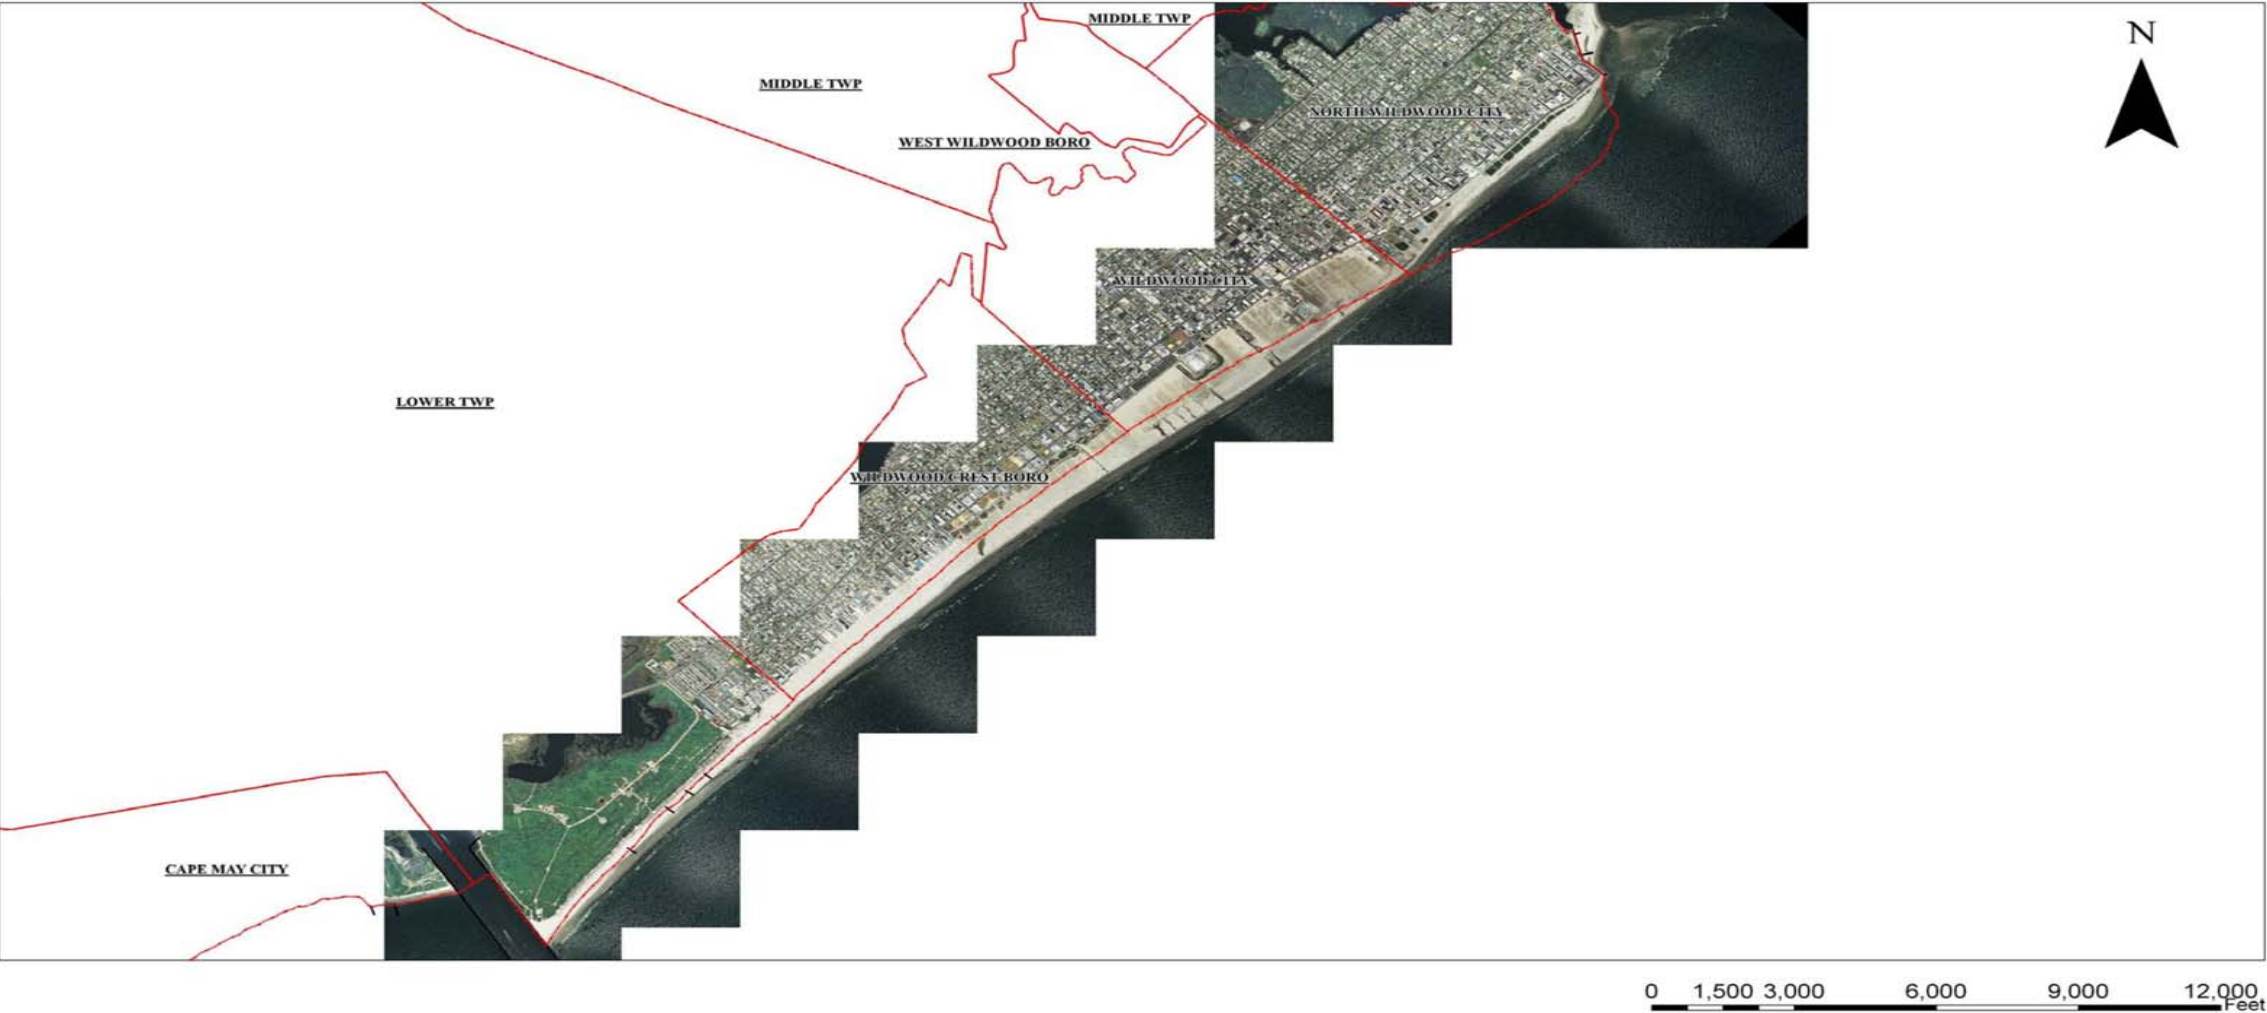 MIDDLE TWP
N
MIDDLE TWP
NORTH WILDWOOD CITY
WEST WILDWOOD BORO
WILDWOOD CITY
LOWER TWP
WILDWOOD CREST BORO
CAPE MAY CITY
0 1,500 3,000 6,000 9,000 12,000
Feet